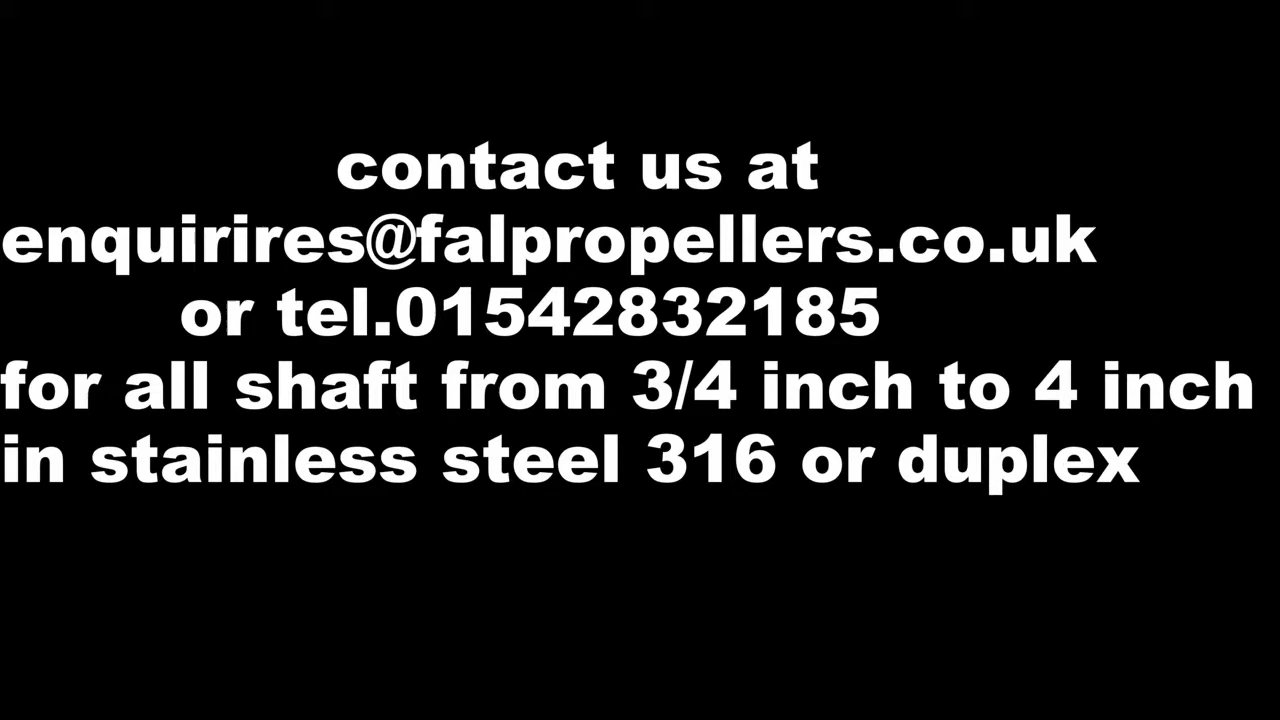 contact us at
enquirires@falpropellers.co.uk
or tel.01542832185
for all shaft from 3/4 inch to 4 inch
in stainless steel 316 or duplex